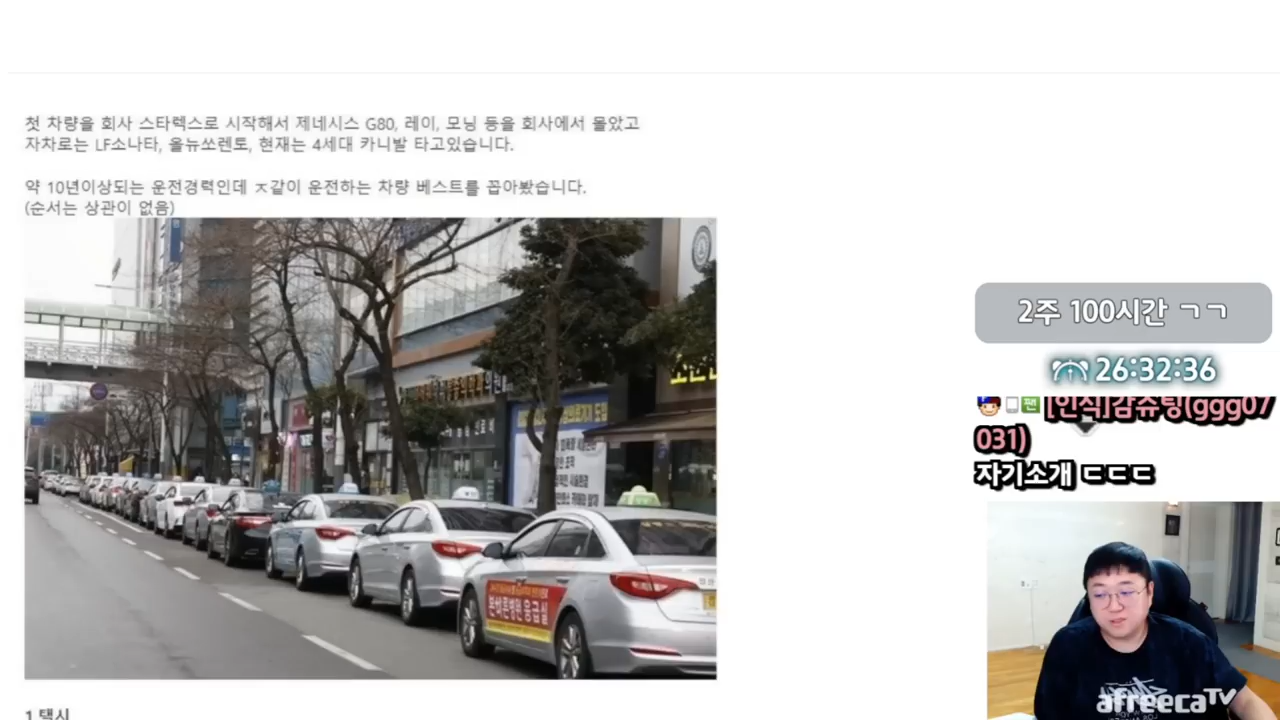 첫 차량을 회사 스타렉스로 시작해서 제네시스 G80, 레이, 모닝 등을 회사에서 몰았고
자차로는 LF소나타, 올뉴쏘렌토, 현재는 4세대 카니발 타고있습니다.
약 10년이상되는 운전경력인데 ㅈ같이 운전하는 차량 베스트를 꼽아봤습니다.
(순서는 상관이 없음)
응급실
1 택시
2주 100시간 ㄱㄱ
26:32:36
팬 [인직]감슈팅(ggg07
031)
자기소개 ㄷㄷㄷ
afreecaTV